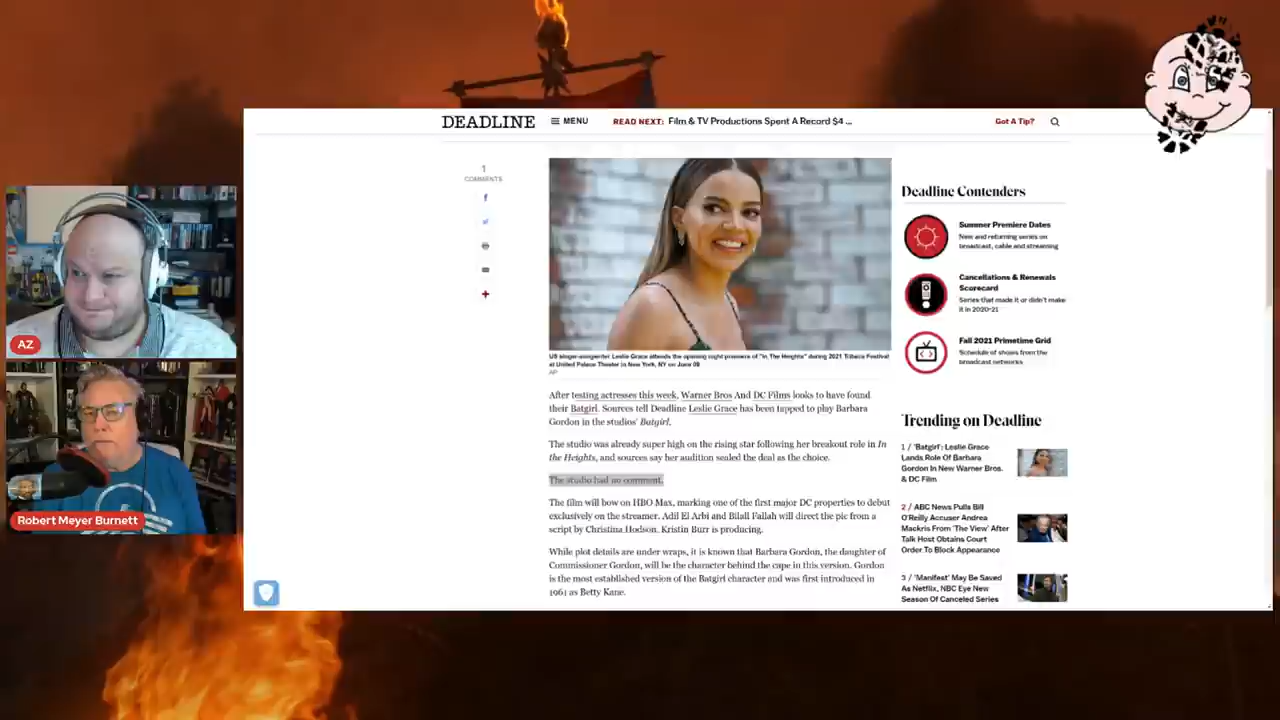 DEADLINE
MENU
READ NEXT: Film & TV Productions Spent A Record $4 ...
Got A Tip?
1
COMMENTS
US singer-songwriter Leslie Grace attends the opening night premiere of "In The Heights" during 2021 Tribeca Festival
at United Palace Theater in New York, NY on June 09
AP
After testing actresses this week, Warner Bros And DC Films looks to have found
their Batgirl. Sources tell Deadline Leslie Grace has been tapped to play Barbara
Gordon in the studios' Batgirl.
The studio was already super high on the rising star following her breakout role in In
the Heights, and sources say her audition sealed the deal as the choice.
The studio had no comment.
The film will bow on HBO Max, marking one of the first major DC properties to debut
exclusively on the streamer. Adil El Arbi and Bilall Fallah will direct the pic from a
script by Christina Hodson. Kristin Burr is producing.
While plot details are under wraps, it is known that Barbara Gordon, the daughter of
Commissioner Gordon, will be the character behind the cape in this version. Gordon
is the most established version of the Batgirl character and was first introduced in
1961 as Betty Kane.
Deadline Contenders
Summer Premiere Dates
New and returning series on
broadcast, cable and streaming
Cancellations & Renewals
Scorecard
Series that made it or didn't make
it in 2020-21
Fall 2021 Primetime Grid
Schedule of shows from the
broadcast networks
Trending on Deadline
1 / 'Batgirl': Leslie Grace
Lands Role Of Barbara
Gordon In New Warner Bros.
& DC Film
2 / ABC News Pulls Bill
O'Reilly Accuser Andrea
Mackris From 'The View' After
Talk Host Obtains Court
Order To Block Appearance
3 / 'Manifest' May Be Saved
As Netflix, NBC Eye New
Season Of Canceled Series
AZ
Robert Meyer Burnett